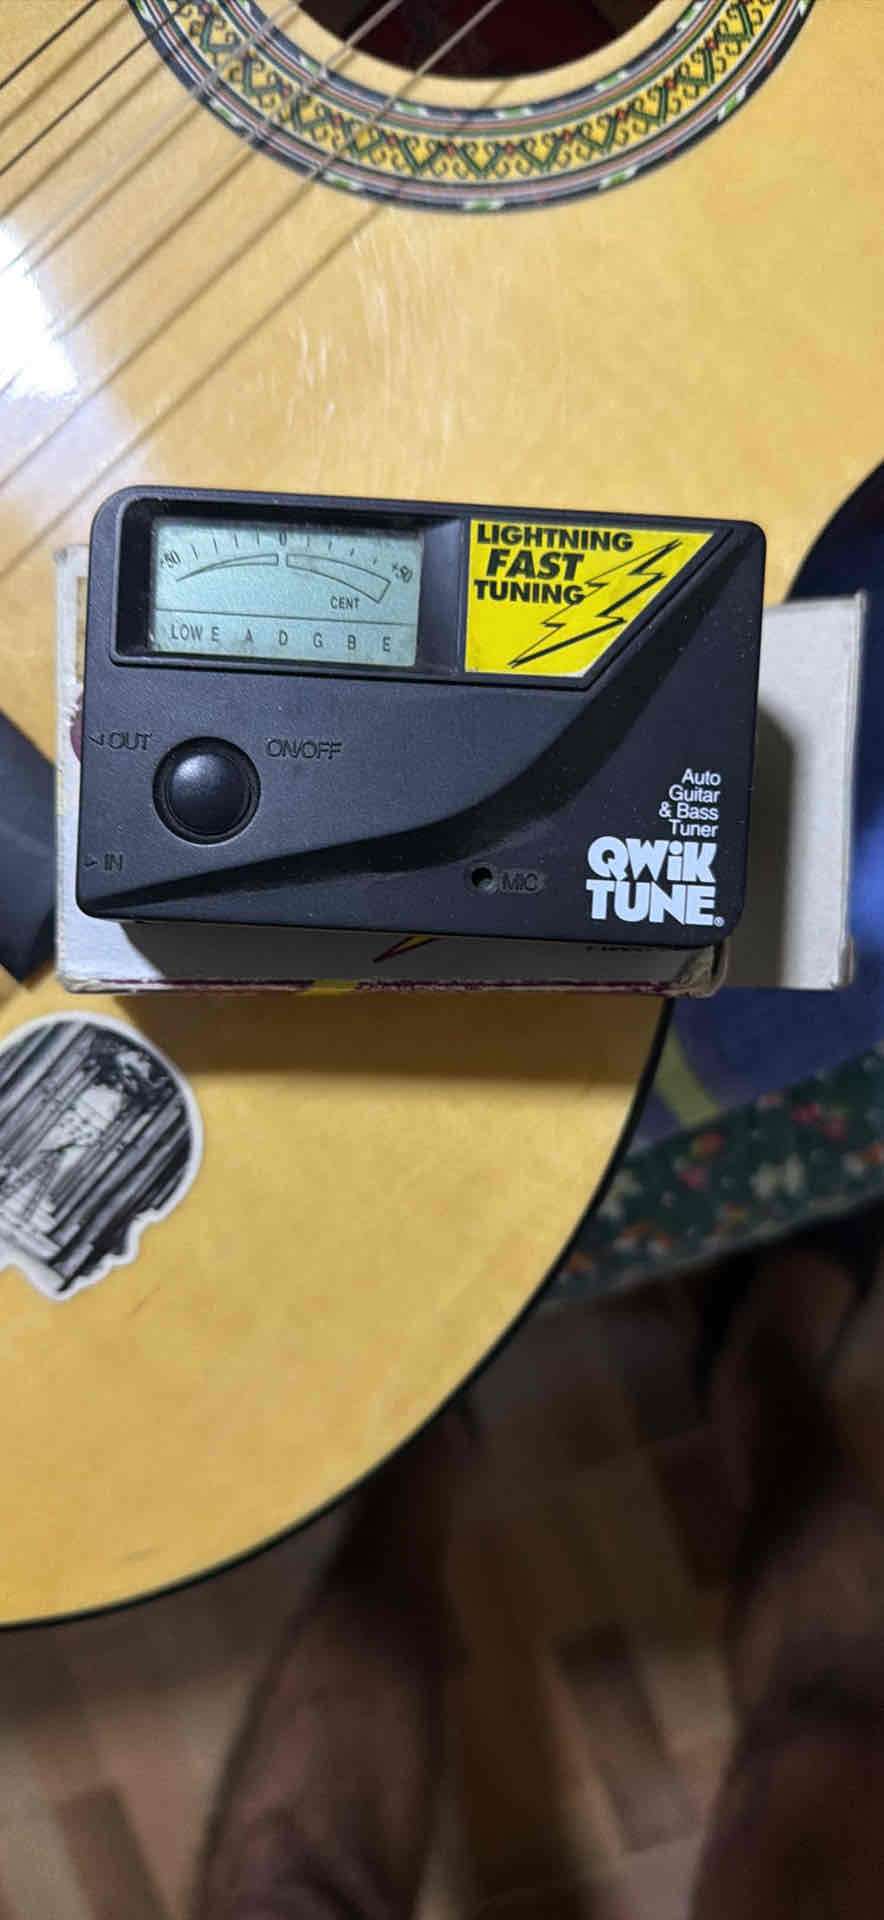 LIGHTNING
FAST
TUNING
-50 0 +50
CENT
LOW E A D G B E
OUT
ON/OFF
IN
MIC
Auto
Guitar
& Bass
Tuner
QWiK
TUNE®